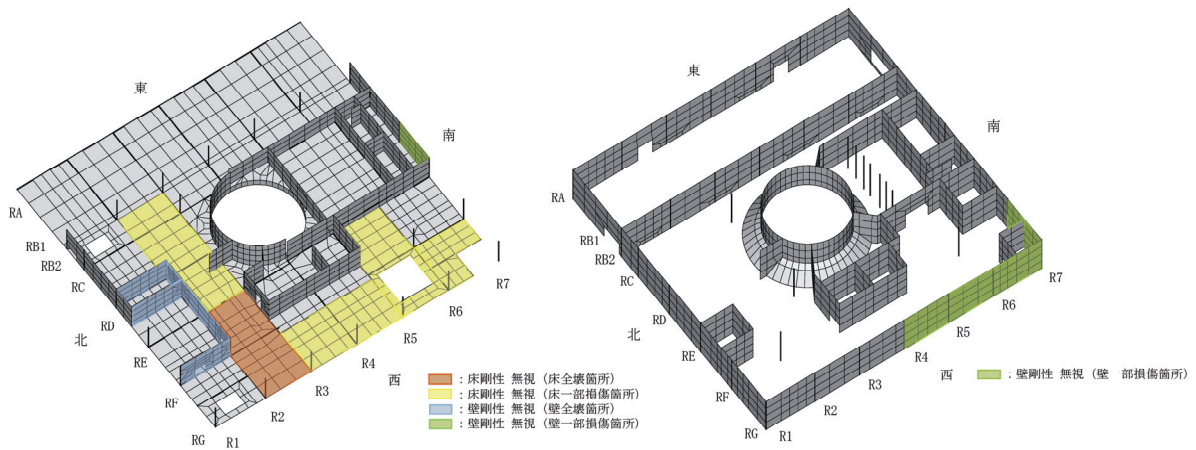 東
南
RA
RB1
RB2
RC
RD
北
RE
RF
RG
R1
R2
R3
R4
R5
R6
R7
西
：床剛性 無視（床全壊箇所）
：床剛性 無視（床一部損傷箇所）
：壁剛性 無視（壁全壊箇所）
：壁剛性 無視（壁一部損傷箇所）
東
南
RA
RB1
RB2
RC
RD
北
RE
RF
RG
R1
R2
R3
R4
R5
R6
R7
西
：壁剛性 無視（壁一部損傷箇所）